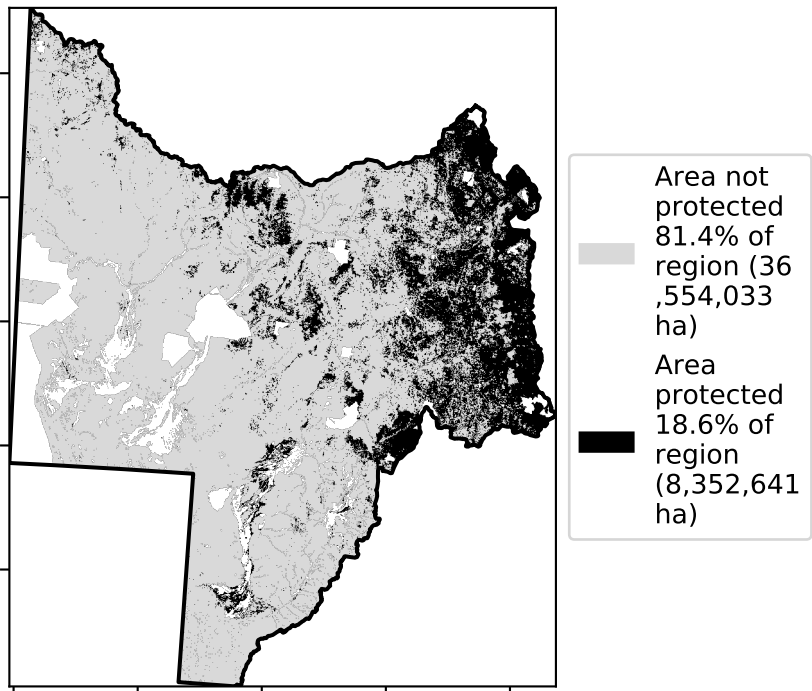 Area not
protected
81.4% of
region (36
,554,033
ha)
Area
protected
18.6% of
region
(8,352,641
ha)